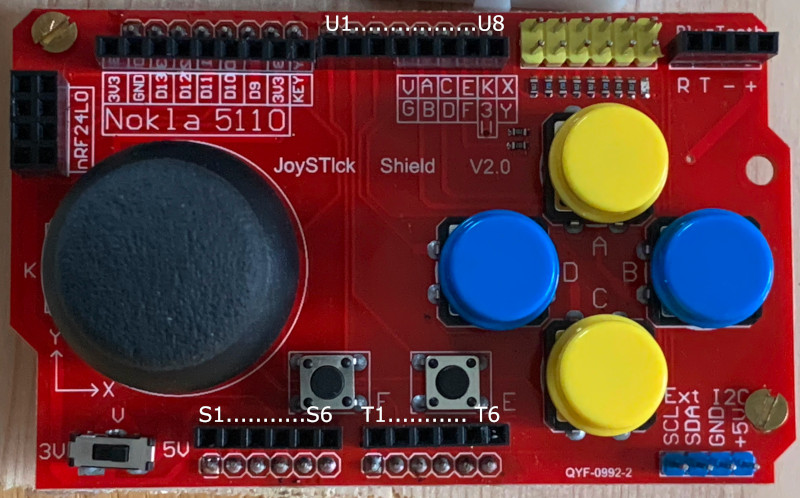 U1.................U8
BlueTooth
3V3 GND D13 D12 D11 D10 D9 3V3 KEY
V A C E K X
R T - +
G B D F 3 Y
Nokla 5110
nRF24L0
JoySTIck Shield V2.0
A
K
D B
C
Y
X
F E
Ext I2C
V
S1...........S6 T1........... T6
SCL
SDA
GND
+5V
3V 5V
QYF-0992-2